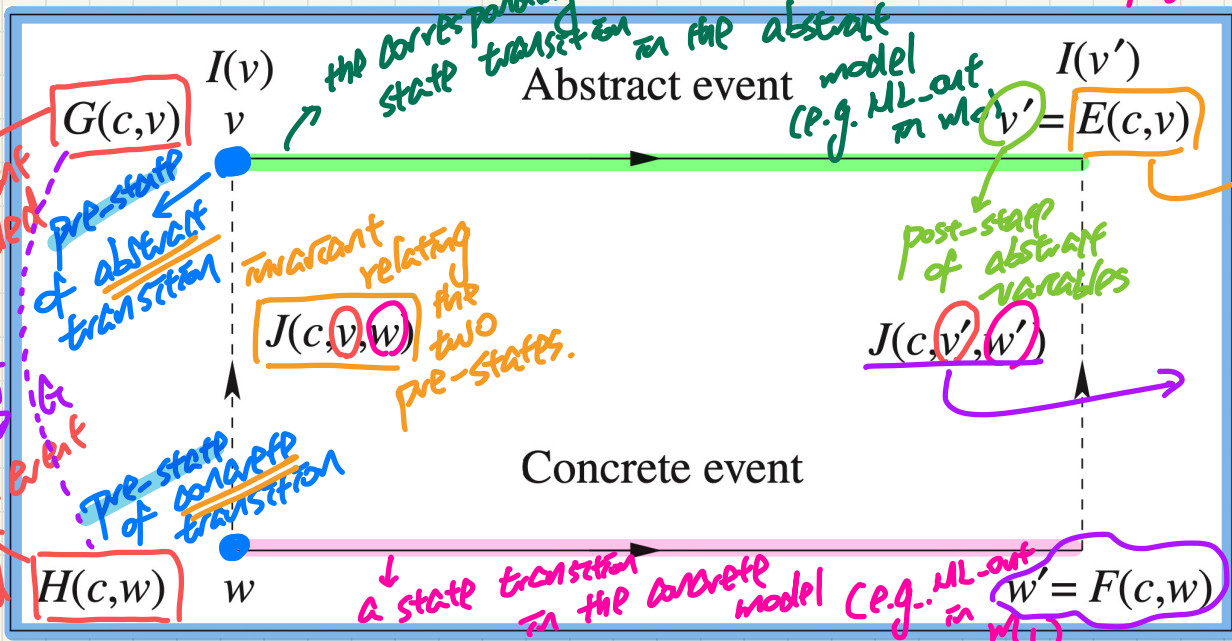 the corresponding
state transition in the abstract
model
(e.g. ML_out
in m0)
I(v)
Abstract event
I(v′)
G(c,v)
v
v′ = E(c,v)
pre-state
of abstract
transition
invariant
relating
the
two
pre-states.
J(c,v,w)
post-state
of abstract
variables
J(c,v′,w′)
event
pre-state
of concrete
transition
Concrete event
H(c,w)
w
a state transition
in the concrete
model (e.g. ML_out
in m1)
w′ = F(c,w)